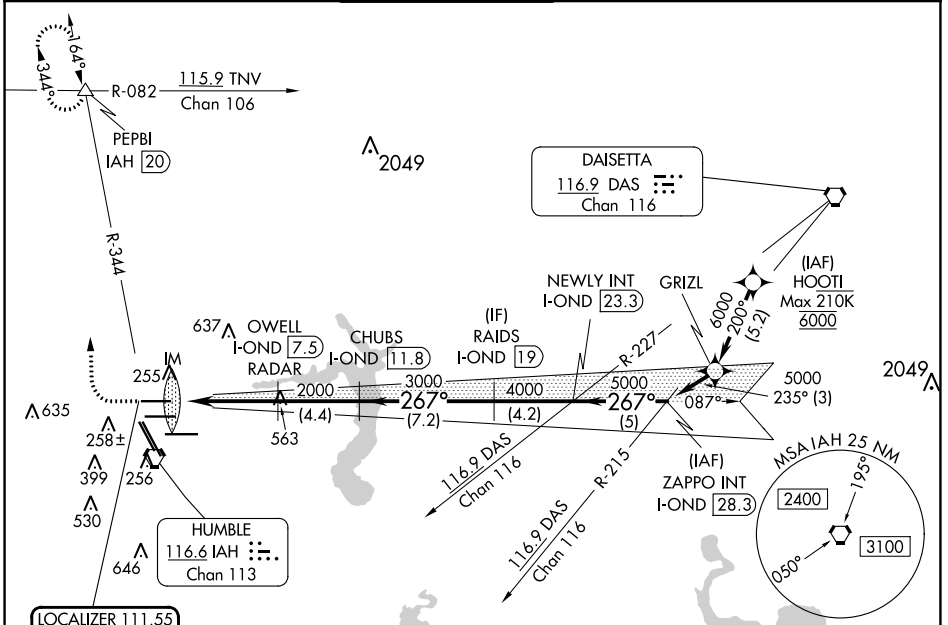 164°
344°
R-082
115.9 TNV
Chan 106
PEPBI
IAH 20
R-344
2049
DAISETTA
116.9 DAS
Chan 116
(IAF)
HOOTI
Max 210K
6000
6000
200°
(5.2)
GRIZL
NEWLY INT
I-OND 23.3
R-227
(IF)
RAIDS
I-OND 19
CHUBS
I-OND 11.8
637
OWELL
I-OND 7.5
RADAR
IM
255
2000
3000
4000
5000
5000
235° (3)
2049
267°
267°
087°
(4.4)
(7.2)
(4.2)
(5)
563
635
258±
399
256
530
646
116.9 DAS
Chan 116
R-215
116.9 DAS
Chan 116
(IAF)
ZAPPO INT
I-OND 28.3
MSA IAH 25 NM
195°
2400
3100
050°
HUMBLE
116.6 IAH
Chan 113
LOCALIZER 111.55